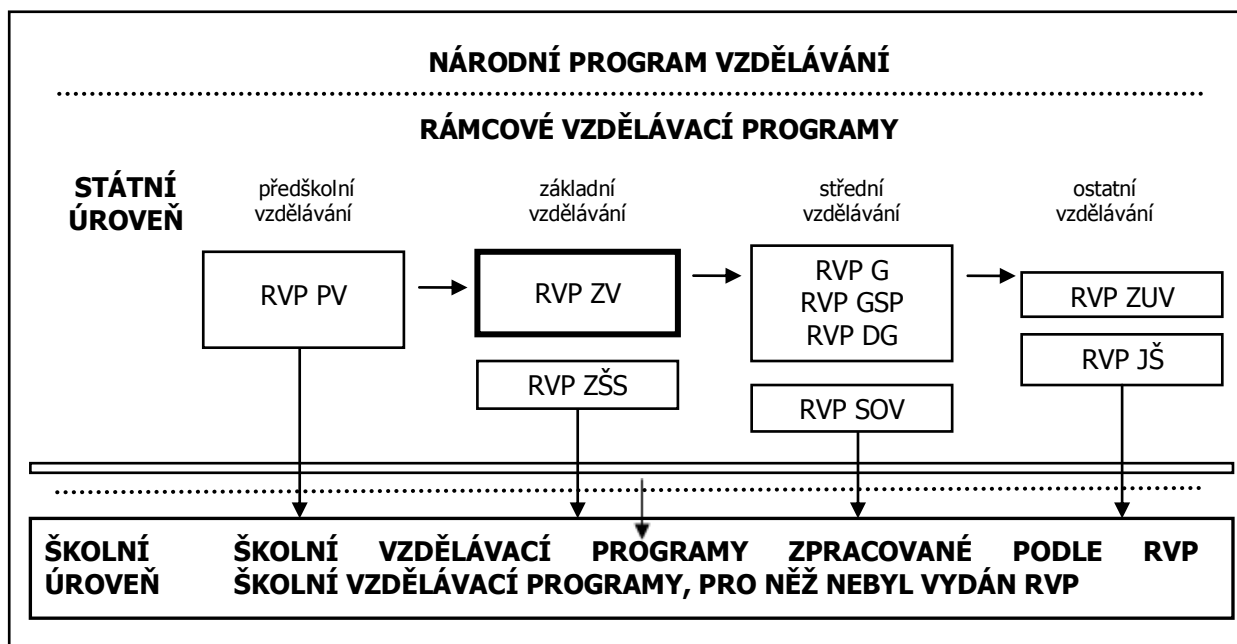 NÁRODNÍ PROGRAM VZDĚLÁVÁNÍ
RÁMCOVÉ VZDĚLÁVACÍ PROGRAMY
STÁTNÍ
ÚROVEŇ
předškolní
vzdělávání
základní
vzdělávání
střední
vzdělávání
ostatní
vzdělávání
RVP PV
RVP ZV
RVP G
RVP GSP
RVP DG
RVP ZUV
RVP ZŠS
RVP SOV
RVP JŠ
ŠKOLNÍ ŠKOLNÍ VZDĚLÁVACÍ PROGRAMY ZPRACOVANÉ PODLE RVP
ÚROVEŇ ŠKOLNÍ VZDĚLÁVACÍ PROGRAMY, PRO NĚŽ NEBYL VYDÁN RVP